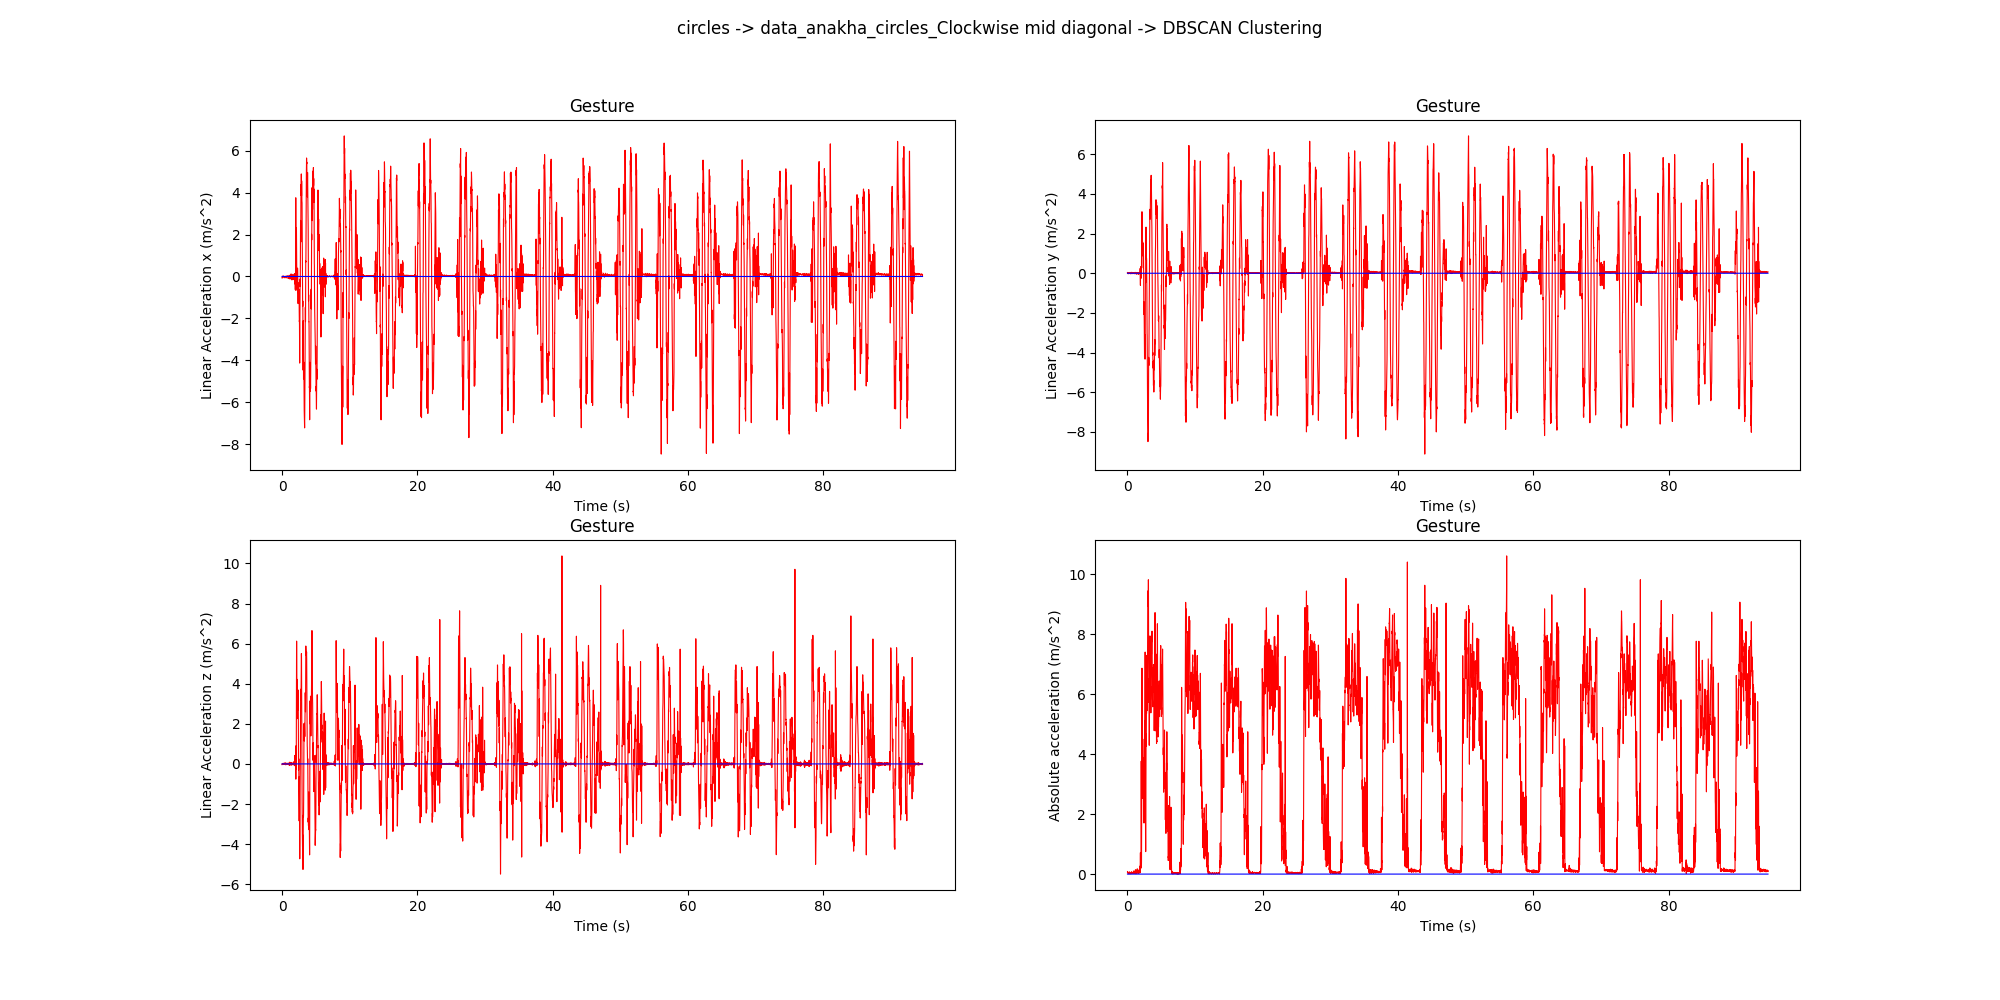 circles -> data_anakha_circles_Clockwise mid diagonal -> DBSCAN Clustering
Gesture
Linear Acceleration x (m/s^2)
6
4
2
0
−2
−4
−6
−8
0 20 40 60 80
Time (s)
Gesture
Linear Acceleration y (m/s^2)
6
4
2
0
−2
−4
−6
−8
0 20 40 60 80
Time (s)
Gesture
Linear Acceleration z (m/s^2)
10
8
6
4
2
0
−2
−4
−6
0 20 40 60 80
Time (s)
Gesture
Absolute acceleration (m/s^2)
10
8
6
4
2
0
0 20 40 60 80
Time (s)